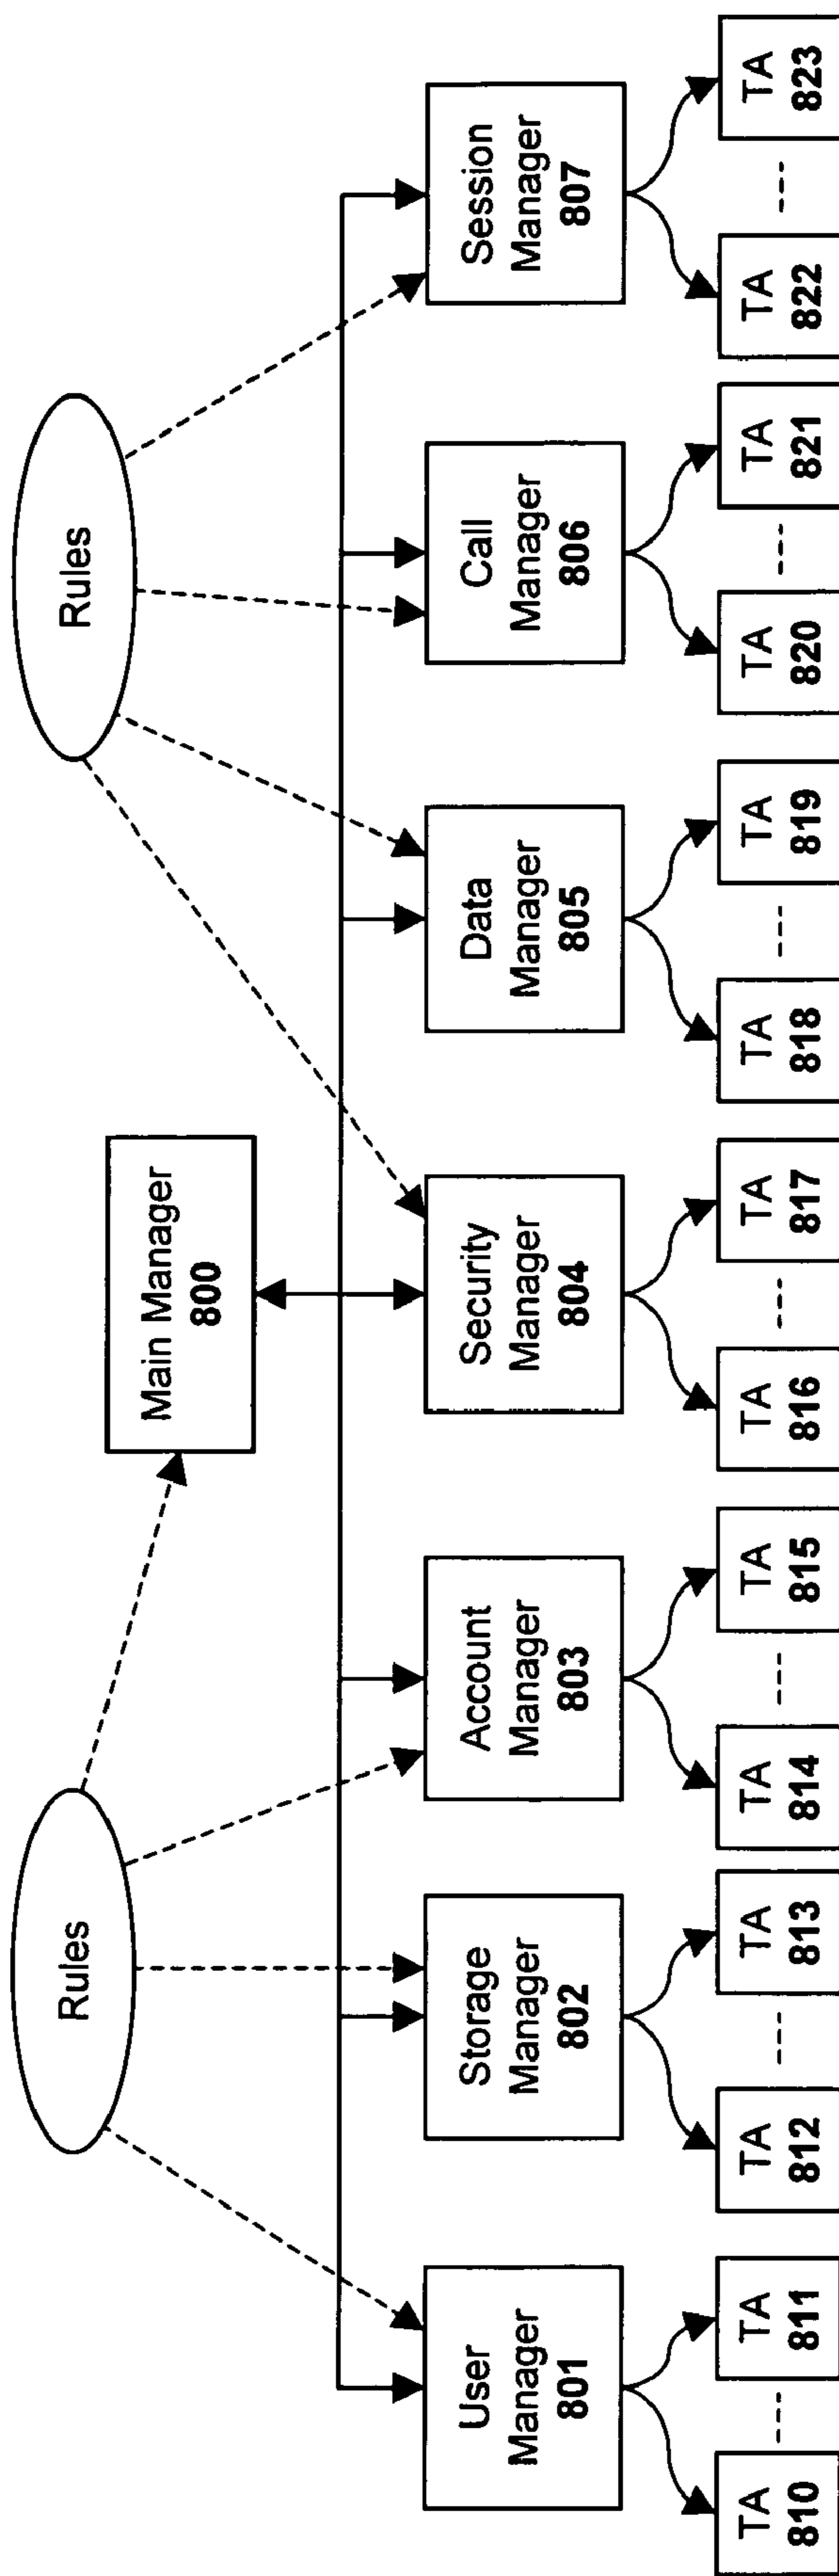 Rules
Rules
Main Manager
800
User
Manager
801
Storage
Manager
802
Account
Manager
803
Security
Manager
804
Data
Manager
805
Call
Manager
806
Session
Manager
807
TA
810
TA
811
TA
812
TA
813
TA
814
TA
815
TA
816
TA
817
TA
818
TA
819
TA
820
TA
821
TA
822
TA
823